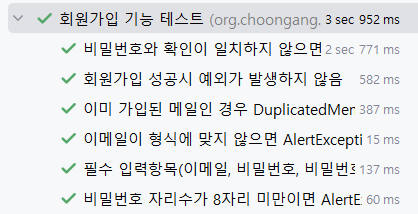 회원가입 기능 테스트 (org.choongang. 3 sec 952 ms
비밀번호와 확인이 일치하지 않으면 2 sec 771 ms
회원가입 성공시 예외가 발생하지 않음 582 ms
이미 가입된 메일인 경우 DuplicatedMer 387 ms
이메일이 형식에 맞지 않으면 AlertExcepti 15 ms
필수 입력항목(이메일, 비밀번호, 비밀번호 137 ms
비밀번호 자리수가 8자리 미만이면 AlertE 60 ms